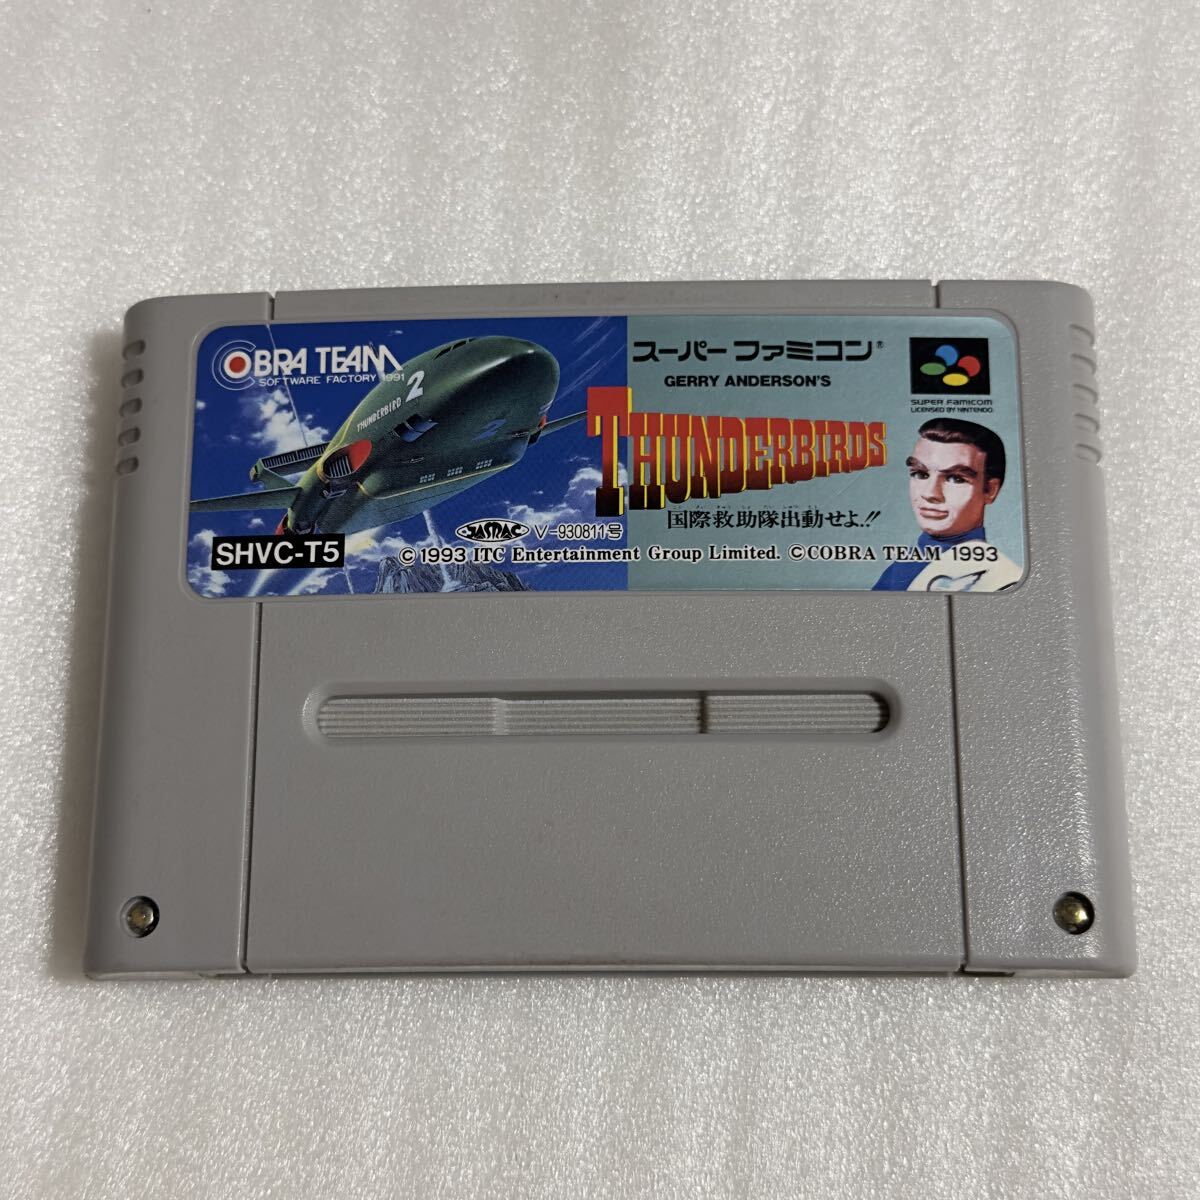 COBRA TEAM
SOFTWARE FACTORY 1991
THUNDERBIRD 2
2
スーパーファミコン®
GERRY ANDERSON'S
THUNDERBIRDS
国際救助隊出動せよ!!
SUPER FAMICOM
LICENSED BY NINTENDO
JASRAC V-930811号
SHVC-T5
©1993 ITC Entertainment Group Limited. ©COBRA TEAM 1993